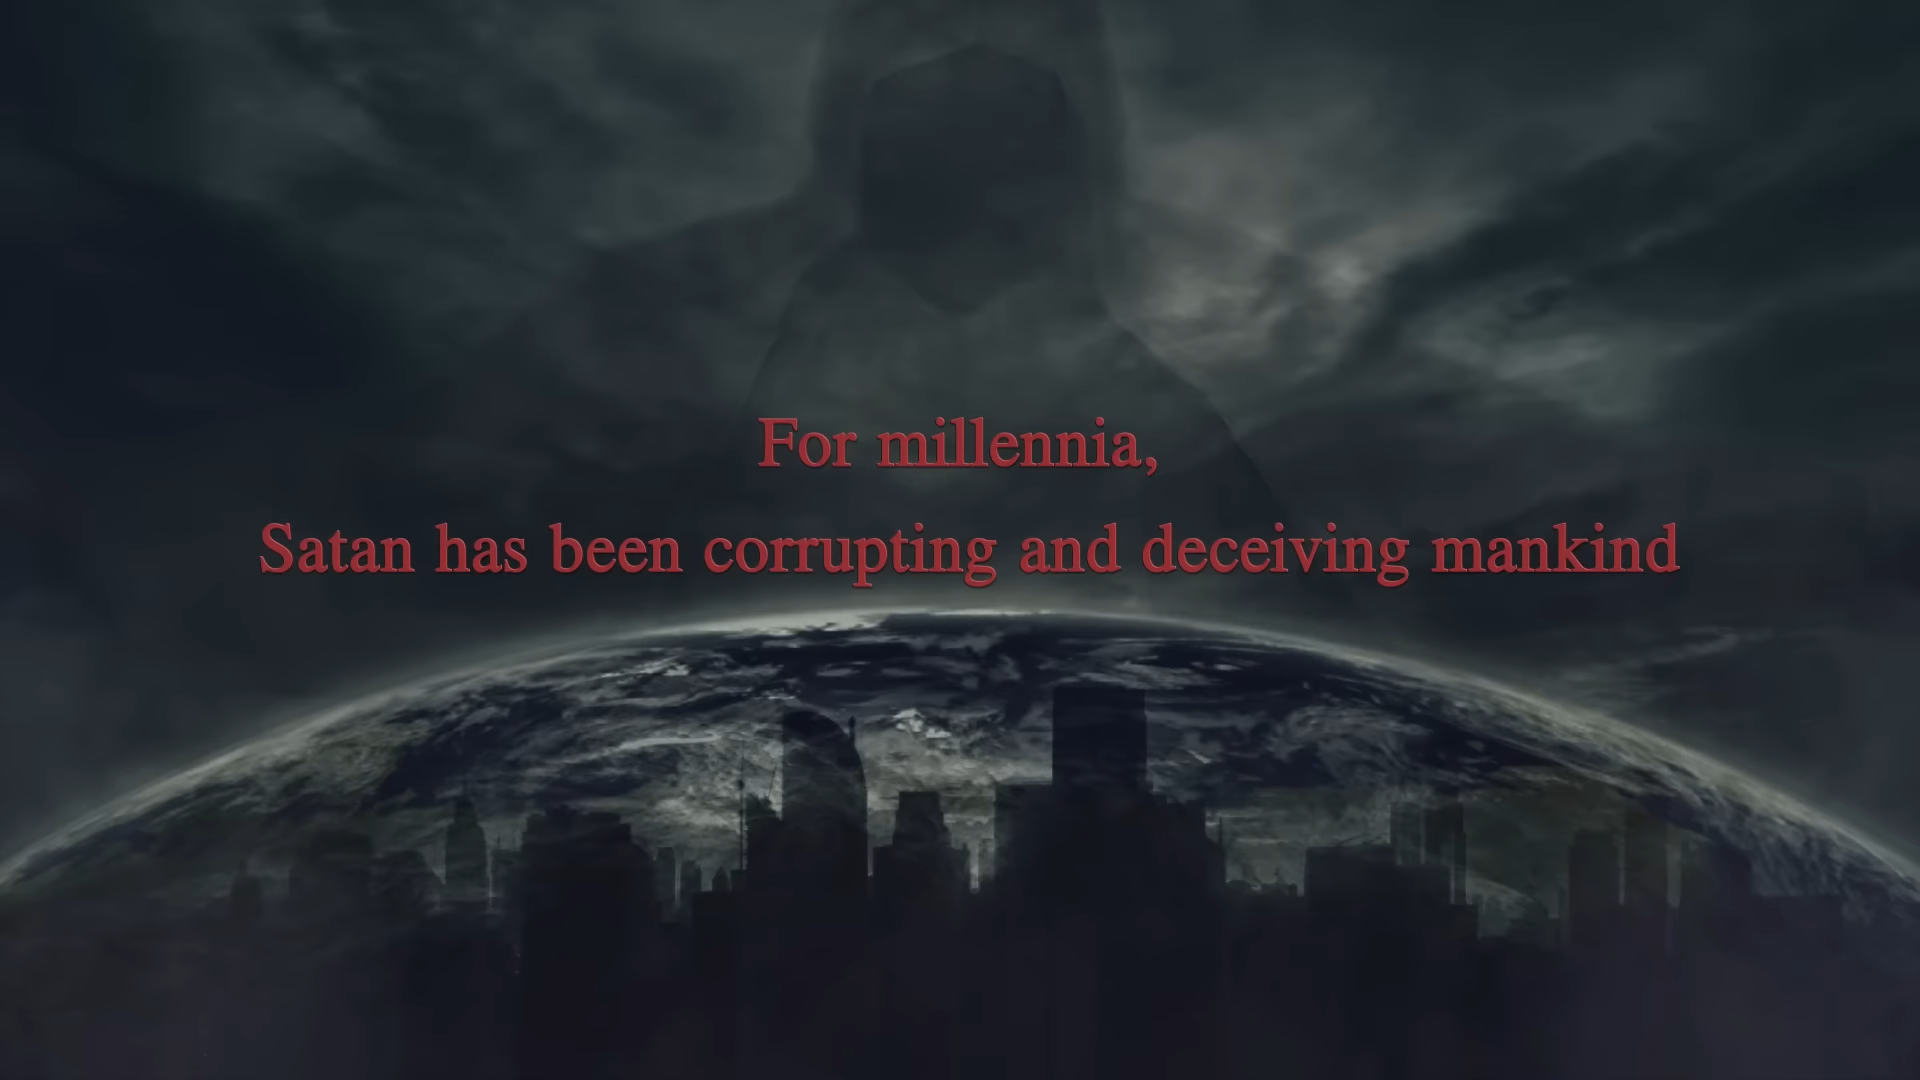 For millennia,
Satan has been corrupting and deceiving mankind